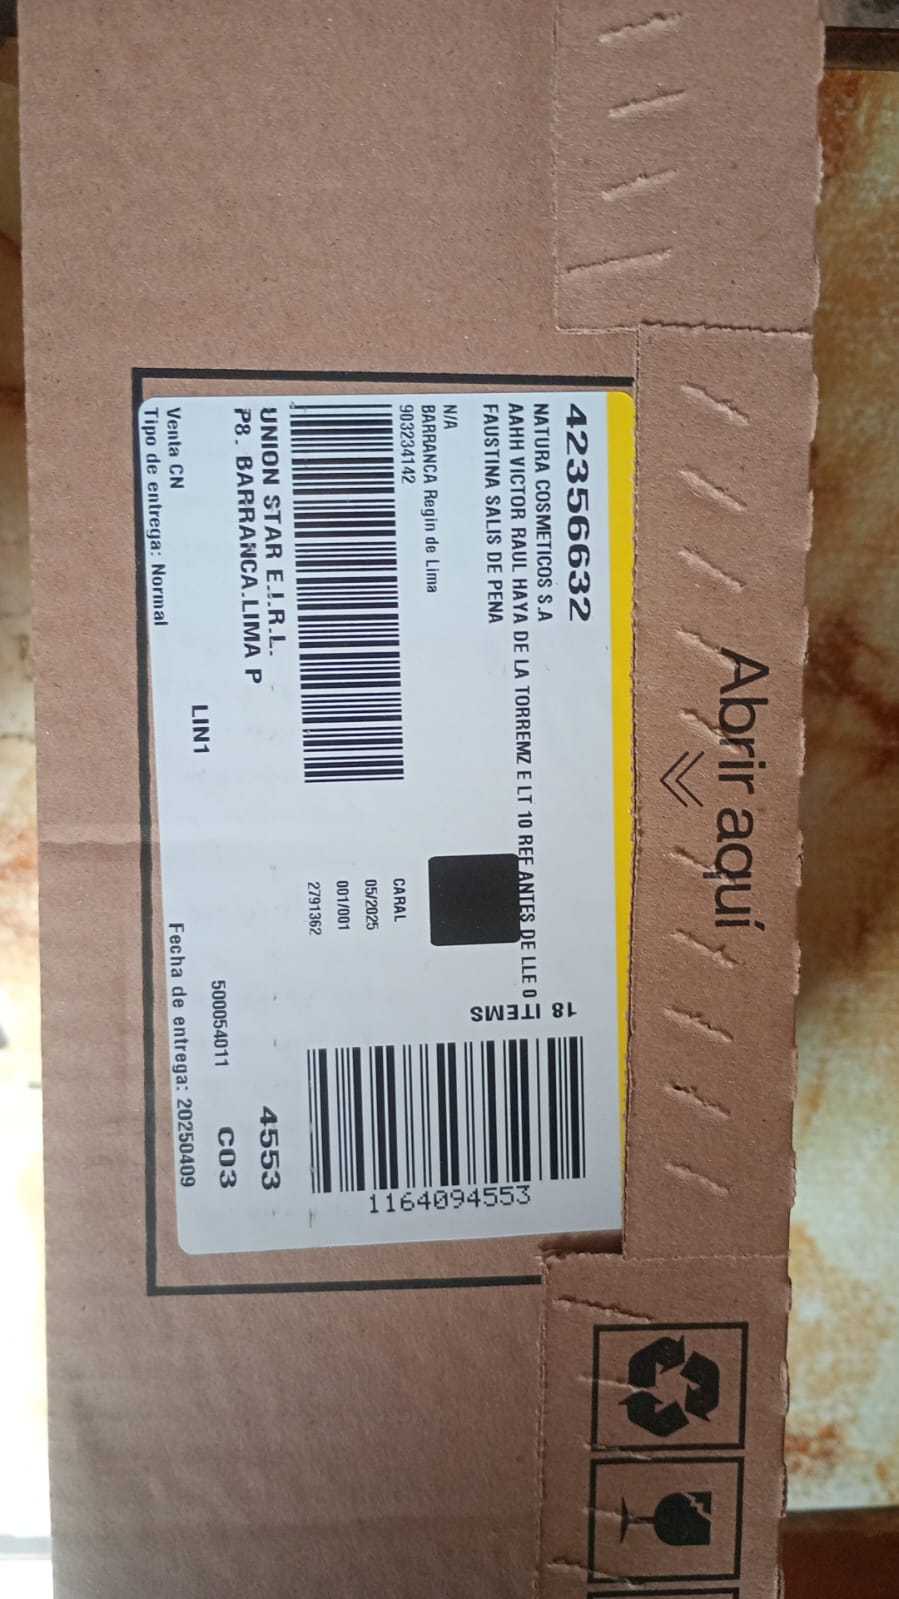 Abrir aquí
42356632
NATURA COSMETICOS S.A
AAHH VICTOR RAUL HAYA DE LA TORREMZ E LT 10 REF ANTES DE LLE 0
FAUSTINA SALIS DE PENA
18 ITEMS
N/A
BARRANCA Regin de Lima
903234142
CARAL
05/2025
001/001
2791362
1164094553
UNION STAR E.I.R.L.
P8. BARRANCA.LIMA P
4553
LIN1
500054011
C03
Venta CN
Tipo de entrega: Normal
Fecha de entrega: 20250409